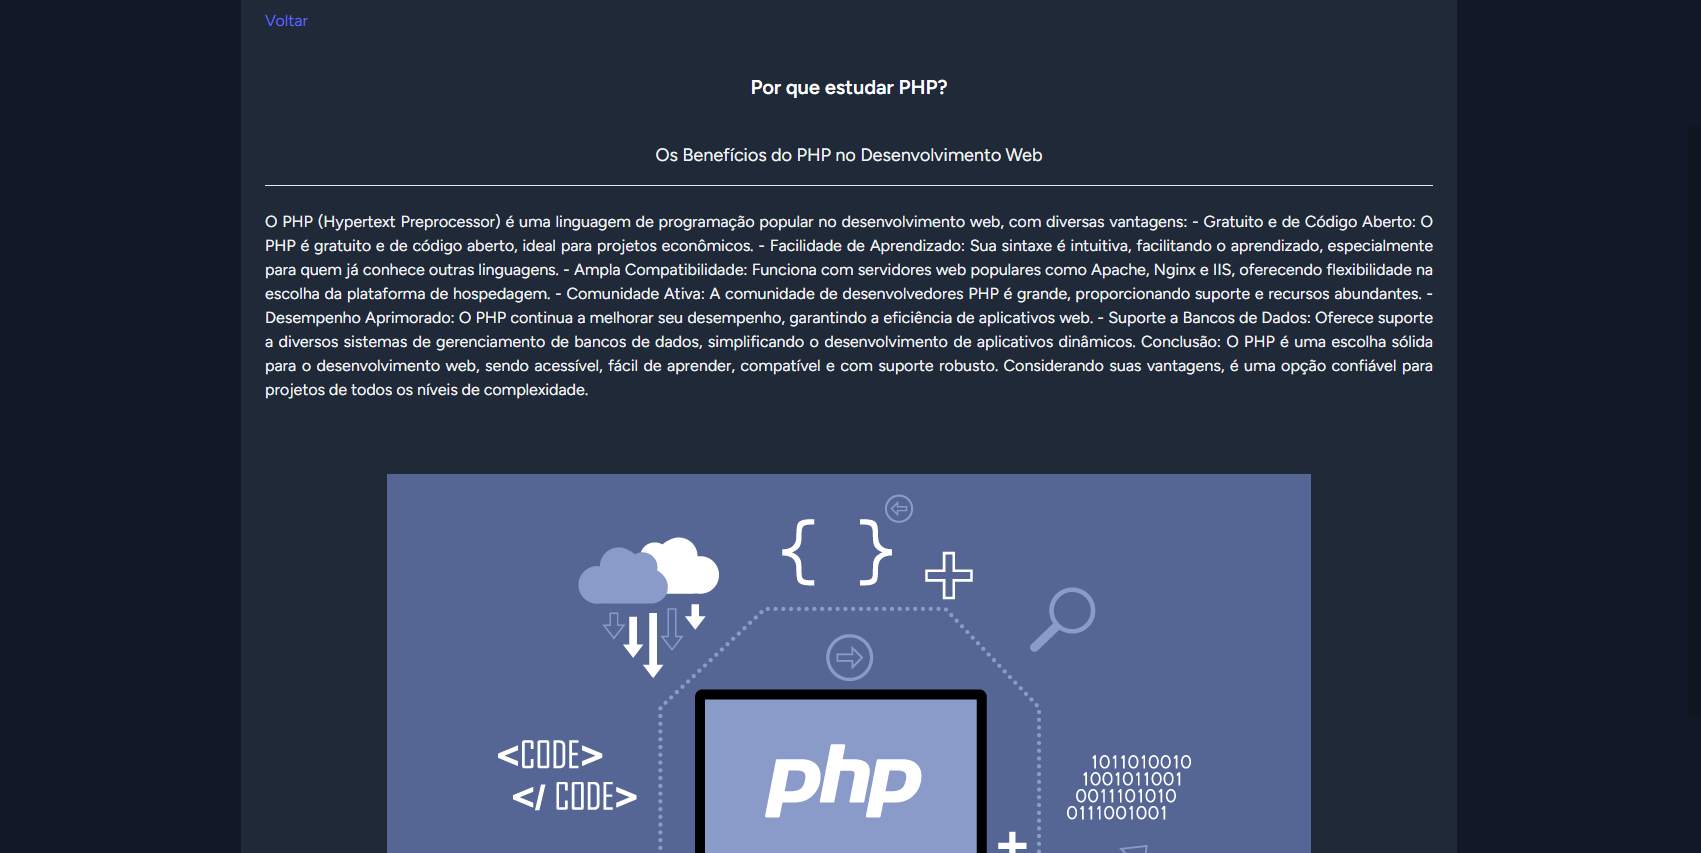 Voltar
Por que estudar PHP?
Os Benefícios do PHP no Desenvolvimento Web
O PHP (Hypertext Preprocessor) é uma linguagem de programação popular no desenvolvimento web, com diversas vantagens: - Gratuito e de Código Aberto: O
PHP é gratuito e de código aberto, ideal para projetos econômicos. - Facilidade de Aprendizado: Sua sintaxe é intuitiva, facilitando o aprendizado, especialmente
para quem já conhece outras linguagens. - Ampla Compatibilidade: Funciona com servidores web populares como Apache, Nginx e IIS, oferecendo flexibilidade na
escolha da plataforma de hospedagem. - Comunidade Ativa: A comunidade de desenvolvedores PHP é grande, proporcionando suporte e recursos abundantes. -
Desempenho Aprimorado: O PHP continua a melhorar seu desempenho, garantindo a eficiência de aplicativos web. - Suporte a Bancos de Dados: Oferece suporte
a diversos sistemas de gerenciamento de bancos de dados, simplificando o desenvolvimento de aplicativos dinâmicos. Conclusão: O PHP é uma escolha sólida
para o desenvolvimento web, sendo acessível, fácil de aprender, compatível e com suporte robusto. Considerando suas vantagens, é uma opção confiável para
projetos de todos os níveis de complexidade.
{ }
<CODE>
</ CODE>
php
1011010010
1001011001
0011101010
0111001001